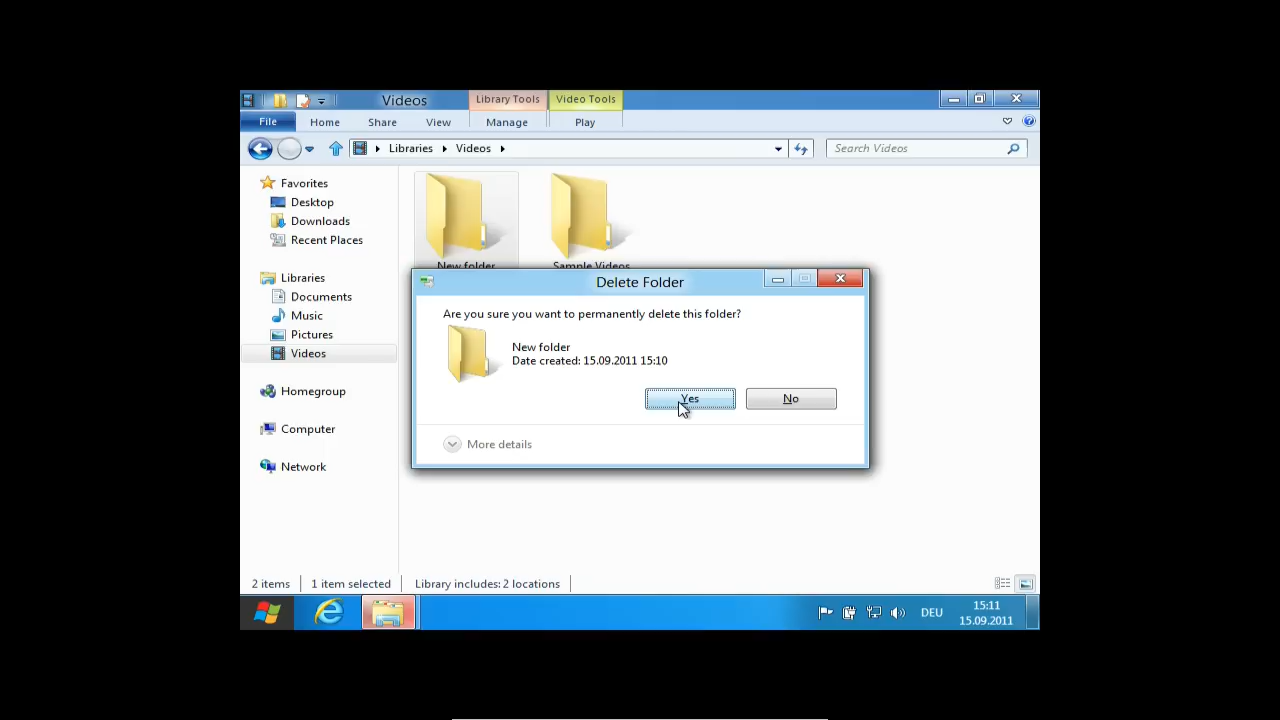 Videos Library Tools Video Tools
File Home Share View Manage Play
Libraries Videos Search Videos
Favorites
Desktop
Downloads
Recent Places
Libraries
Documents
Music
Pictures
Videos
Homegroup
Computer
Network
New folder Sample Videos
Delete Folder
Are you sure you want to permanently delete this folder?
New folder
Date created: 15.09.2011 15:10
Yes No
More details
2 items 1 item selected Library includes: 2 locations
DEU 15:11
15.09.2011